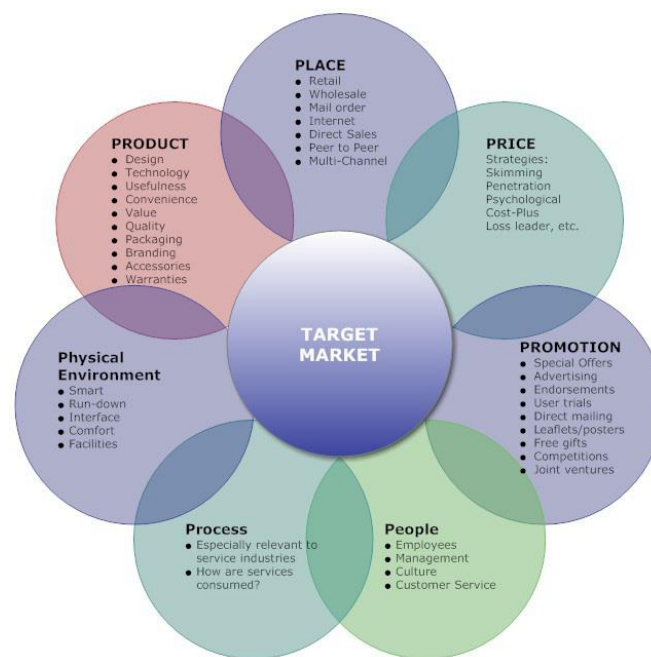 PLACE
● Retail
● Wholesale
● Mail order
● Internet
● Direct Sales
● Peer to Peer
● Multi-Channel
PRODUCT
● Design
● Technology
● Usefulness
● Convenience
● Value
● Quality
● Packaging
● Branding
● Accessories
● Warranties
PRICE
Strategies:
Skimming
Penetration
Psychological
Cost-Plus
Loss leader, etc.
TARGET
MARKET
Physical
Environment
● Smart
● Run-down
● Interface
● Comfort
● Facilities
PROMOTION
● Special Offers
● Advertising
● Endorsements
● User trials
● Direct mailing
● Leaflets/posters
● Free gifts
● Competitions
● Joint ventures
Process
● Especially relevant to
service industries
● How are services
consumed?
People
● Employees
● Management
● Culture
● Customer Service